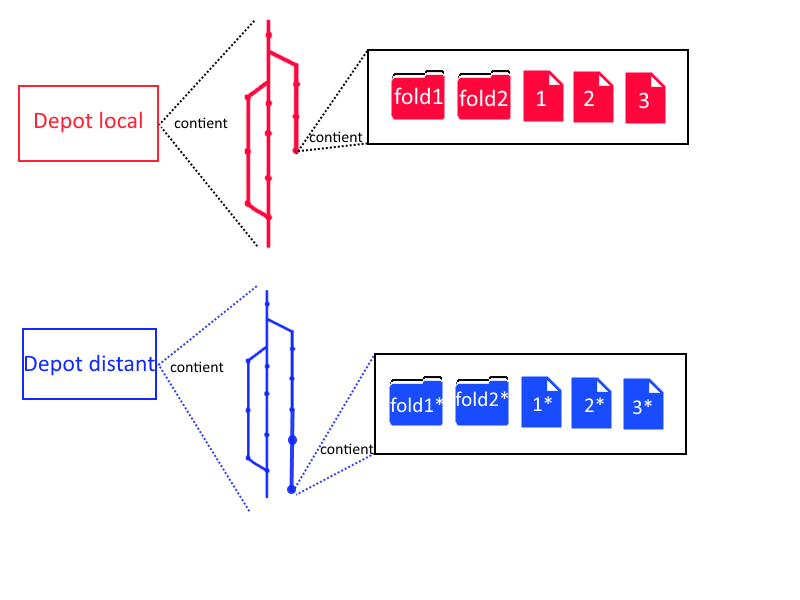 Depot local
contient
contient
fold1
fold2
1
2
3
Depot distant
contient
contient
fold1*
fold2*
1*
2*
3*